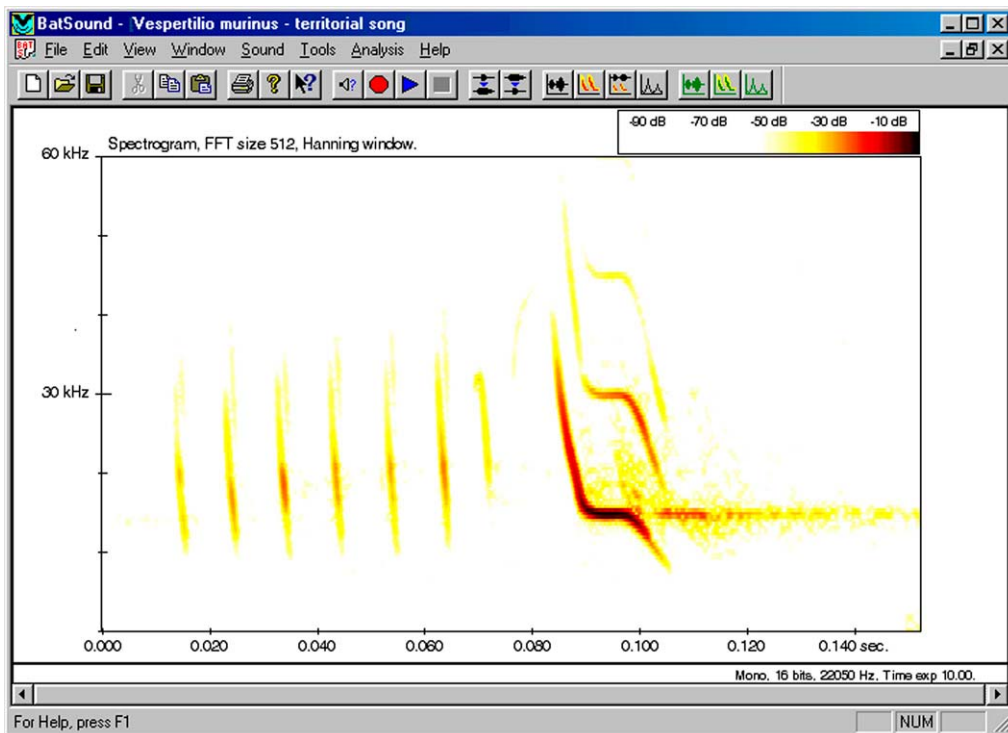 BatSound - [Vespertilio murinus - territorial song
File Edit View Window Sound Tools Analysis Help
-90 dB -70 dB -50 dB -30 dB -10 dB
Spectrogram, FFT size 512, Hanning window.
60 kHz
30 kHz
0.000 0.020 0.040 0.060 0.080 0.100 0.120 0.140 sec.
Mono, 16 bits, 22050 Hz, Time exp 10.00.
For Help, press F1 NUM